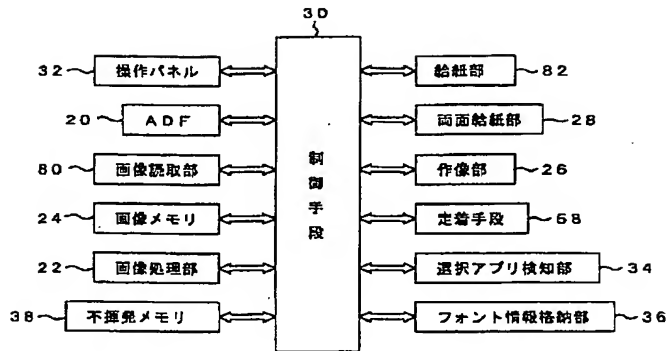 30
32 操作パネル
給紙部 82
20 ADF
両面給紙部 28
80 画像読取部
作像部 26
制御手段
24 画像メモリ
定着手段 68
22 画像処理部
選択アプリ検知部 34
38 不揮発メモリ
フォント情報格納部 36